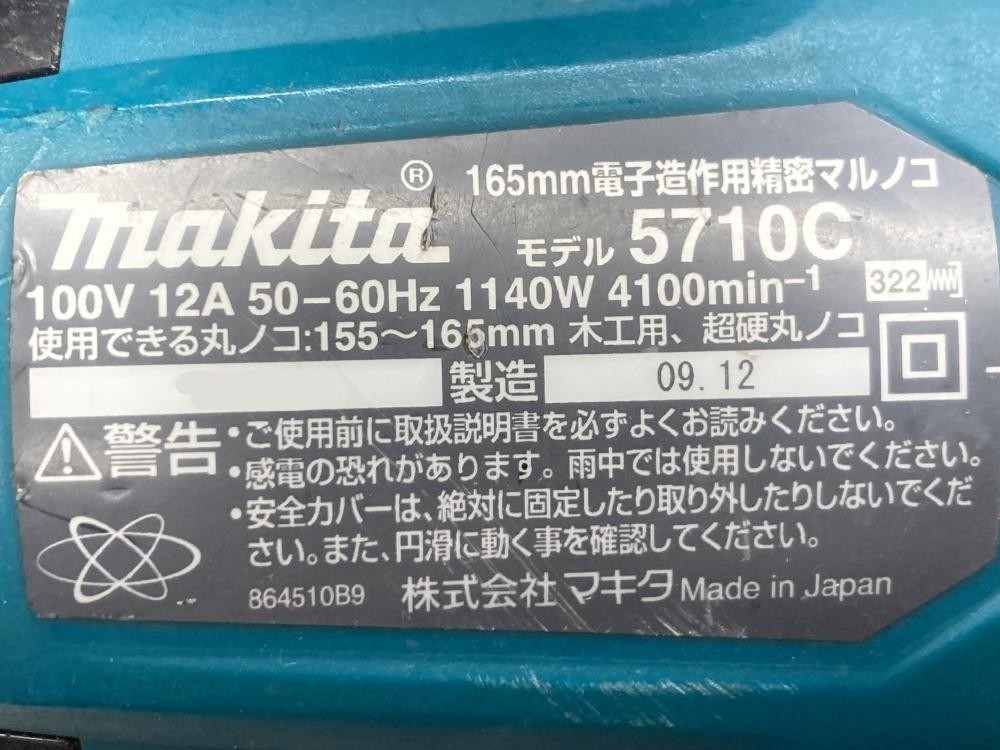 makita®
165mm電子造作用精密マルノコ
モデル 5710C
100V 12A 50-60Hz 1140W 4100min⁻¹ 322
使用できる丸ノコ:155～165mm 木工用、超硬丸ノコ
製造 09.12
警告
・ご使用前に取扱説明書を必ずよくお読みください。
・感電の恐れがあります。雨中では使用しないでください。
・安全カバーは、絶対に固定したり取り外したりしないでくだ
さい。また、円滑に動く事を確認してください。
864510B9 株式会社マキタ Made in Japan